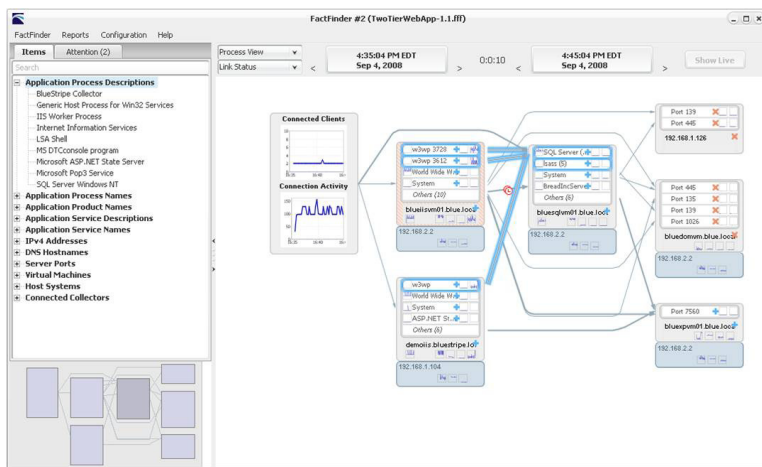 FactFinder #2 (TwoTierWebApp-1.1.fff)
FactFinder Reports Configuration Help
Items Attention (2)
Search
Application Process Descriptions
BlueStripe Collector
Generic Host Process for Win32 Services
IIS Worker Process
Internet Information Services
LSA Shell
MS DTCconsole program
Microsoft ASP.NET State Server
Microsoft Pop3 Service
SQL Server Windows NT
Application Process Names
Application Product Names
Application Service Descriptions
Application Service Names
IPv4 Addresses
DNS Hostnames
Server Ports
Virtual Machines
Host Systems
Connected Collectors
Process View
Link Status
<
4:35:04 PM EDT
Sep 4, 2008
>
0:0:10
<
4:45:04 PM EDT
Sep 4, 2008
>
Show Live
Connected Clients
Connection Activity
w3wp 3728
w3wp 3612
World Wide W
System
Others (10)
blueiisvm01.blue.loca
192.168.2.2
w3wp
World Wide W
System
ASP.NET St..
Others (6)
demoiis.bluestripe.lo
192.168.1.104
SQL Server (.
lsass (5)
System
BreadIncServe
Others (6)
bluesqlvm01.blue.loca
192.168.2.2
Port 139
Port 445
192.168.1.126
Port 445
Port 135
Port 139
Port 1026
bluedomvm.blue.loca
192.168.2.2
Port 7560
bluexpvm01.blue.loca
192.168.2.2